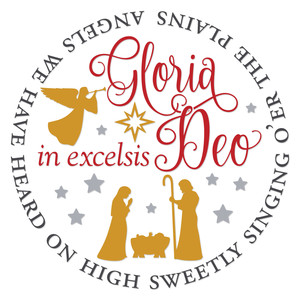 ANGELS WE HAVE HEARD ON HIGH SWEETLY SINGING O'ER THE PLAINS
Gloria
in excelsis Deo